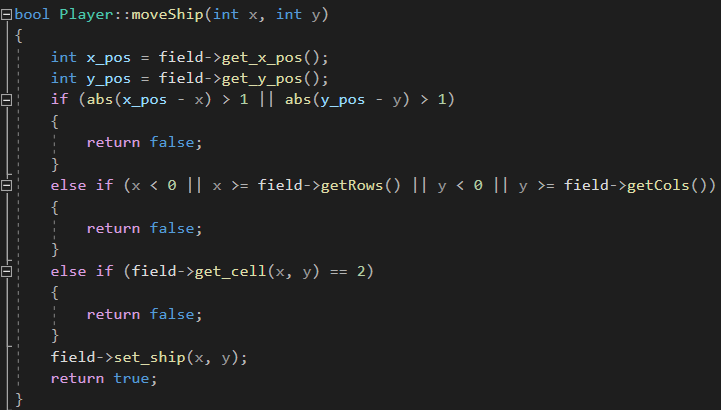 bool Player::moveShip(int x, int y)
{
    int x_pos = field->get_x_pos();
    int y_pos = field->get_y_pos();
    if (abs(x_pos - x) > 1 || abs(y_pos - y) > 1)
    {
        return false;
    }
    else if (x < 0 || x >= field->getRows() || y < 0 || y >= field->getCols())
    {
        return false;
    }
    else if (field->get_cell(x, y) == 2)
    {
        return false;
    }
    field->set_ship(x, y);
    return true;
}